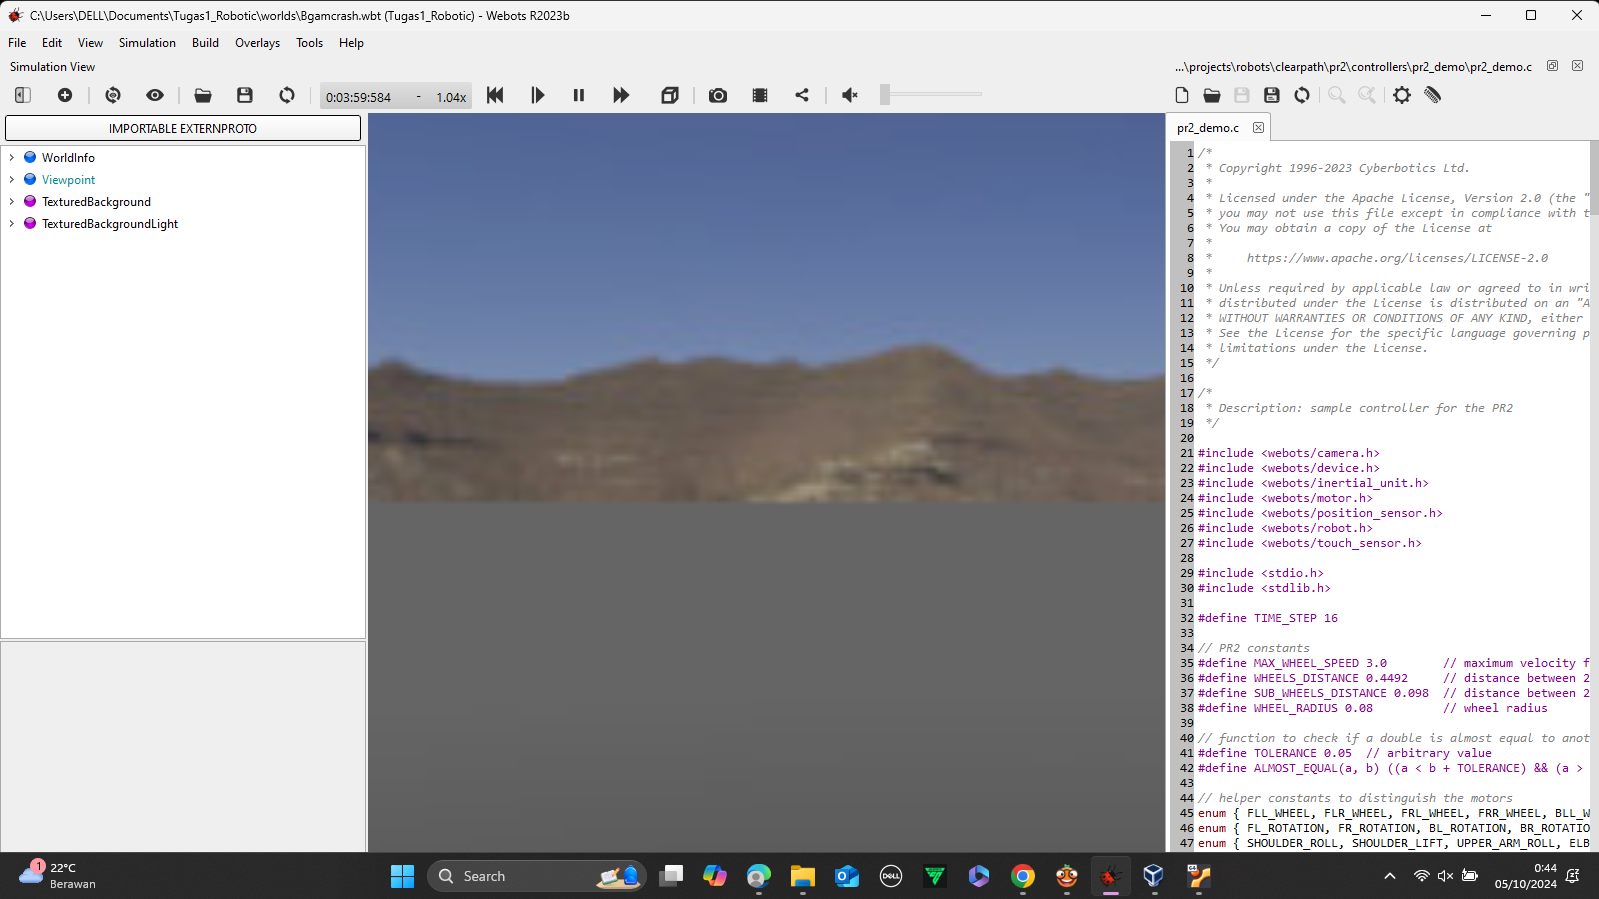 C:\Users\DELL\Documents\Tugas1_Robotic\worlds\Bgamcrash.wbt (Tugas1_Robotic) - Webots R2023b
File Edit View Simulation Build Overlays Tools Help
Simulation View
...\projects\robots\clearpath\pr2\controllers\pr2_demo\pr2_demo.c
0:03:59:584 - 1.04x
IMPORTABLE EXTERNPROTO
WorldInfo
Viewpoint
TexturedBackground
TexturedBackgroundLight
pr2_demo.c
1 /*
2 * Copyright 1996-2023 Cyberbotics Ltd.
3 *
4 * Licensed under the Apache License, Version 2.0 (the "
5 * you may not use this file except in compliance with t
6 * You may obtain a copy of the License at
7 *
8 * https://www.apache.org/licenses/LICENSE-2.0
9 *
10 * Unless required by applicable law or agreed to in wri
11 * distributed under the License is distributed on an "A
12 * WITHOUT WARRANTIES OR CONDITIONS OF ANY KIND, either
13 * See the License for the specific language governing p
14 * limitations under the License.
15 */
16
17 /*
18 * Description: sample controller for the PR2
19 */
20
21 #include <webots/camera.h>
22 #include <webots/device.h>
23 #include <webots/inertial_unit.h>
24 #include <webots/motor.h>
25 #include <webots/position_sensor.h>
26 #include <webots/robot.h>
27 #include <webots/touch_sensor.h>
28
29 #include <stdio.h>
30 #include <stdlib.h>
31
32 #define TIME_STEP 16
33
34 // PR2 constants
35 #define MAX_WHEEL_SPEED 3.0 // maximum velocity f
36 #define WHEELS_DISTANCE 0.4492 // distance between 2
37 #define SUB_WHEELS_DISTANCE 0.098 // distance between 2
38 #define WHEEL_RADIUS 0.08 // wheel radius
39
40 // function to check if a double is almost equal to anot
41 #define TOLERANCE 0.05 // arbitrary value
42 #define ALMOST_EQUAL(a, b) ((a < b + TOLERANCE) && (a >
43
44 // helper constants to distinguish the motors
45 enum { FLL_WHEEL, FLR_WHEEL, FRL_WHEEL, FRR_WHEEL, BLL_W
46 enum { FL_ROTATION, FR_ROTATION, BL_ROTATION, BR_ROTATIO
47 enum { SHOULDER_ROLL, SHOULDER_LIFT, UPPER_ARM_ROLL, ELB
1
22°C
Berawan
Search
DELL
0:44
05/10/2024